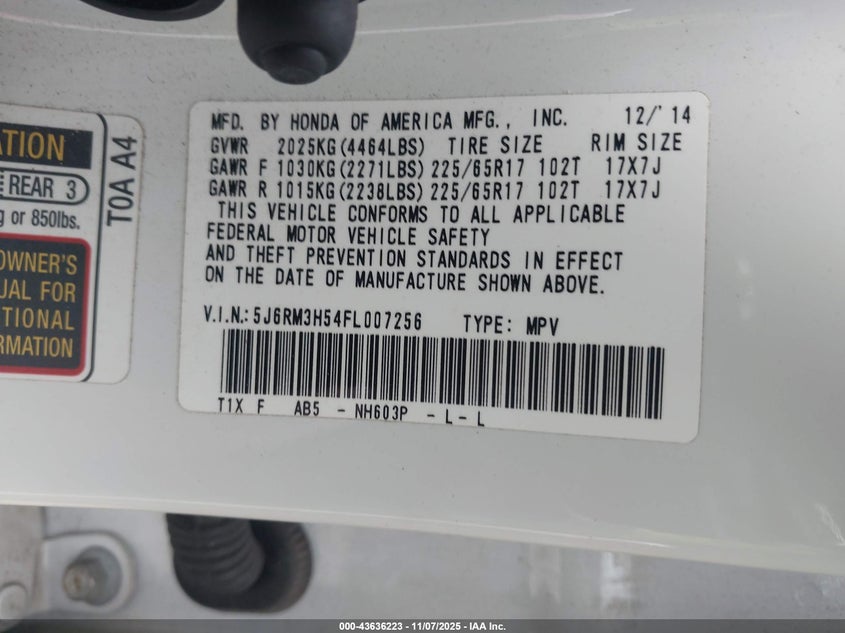 ATION
REAR 3
g or 850lbs.
OWNER'S
UAL FOR
TIONAL
RMATION
T0A A4
MFD. BY HONDA OF AMERICA MFG., INC. 12/'14
GVWR 2025KG(4464LBS) TIRE SIZE RIM SIZE
GAWR F 1030KG(2271LBS) 225/65R17 102T 17X7J
GAWR R 1015KG(2238LBS) 225/65R17 102T 17X7J
THIS VEHICLE CONFORMS TO ALL APPLICABLE
FEDERAL MOTOR VEHICLE SAFETY
AND THEFT PREVENTION STANDARDS IN EFFECT
ON THE DATE OF MANUFACTURE SHOWN ABOVE.
V.I.N.: 5J6RM3H54FL007256 TYPE: MPV
T1X F AB5 - NH603P - L - L
000-43636223 - 11/07/2025 - IAA Inc.